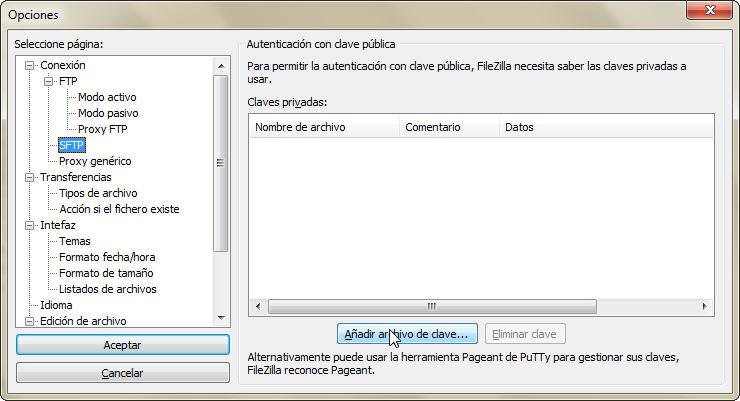 Opciones
Seleccione página:
Conexión
FTP
Modo activo
Modo pasivo
Proxy FTP
SFTP
Proxy genérico
Transferencias
Tipos de archivo
Acción si el fichero existe
Intefaz
Temas
Formato fecha/hora
Formato de tamaño
Listados de archivos
Idioma
Edición de archivo
Aceptar
Cancelar
Autenticación con clave pública
Para permitir la autenticación con clave pública, FileZilla necesita saber las claves privadas a
usar.
Claves privadas:
Nombre de archivo Comentario Datos
Añadir archivo de clave... Eliminar clave
Alternativamente puede usar la herramienta Pageant de PuTTy para gestionar sus claves,
FileZilla reconoce Pageant.